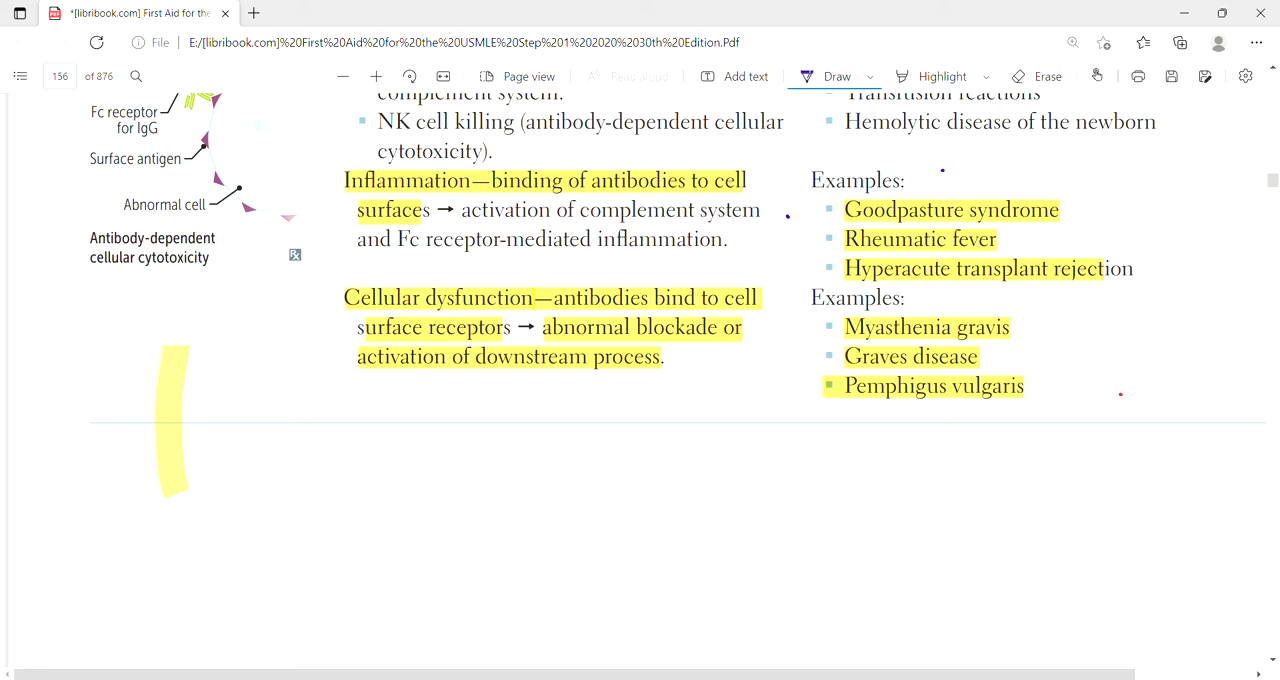 *[libribook.com] First Aid for the
File
E:/[libribook.com]%20First%20Aid%20for%20the%20USMLE%20Step%201%202020%2030th%20Edition.Pdf
156 of 876
Page view
Read aloud
Add text
Draw
Highlight
Erase
complement system.
Transfusion reactions
Fc receptor
for IgG
NK cell killing (antibody-dependent cellular
cytotoxicity).
Hemolytic disease of the newborn
Surface antigen
Abnormal cell
Antibody-dependent
cellular cytotoxicity
Rx
Inflammation—binding of antibodies to cell
surfaces → activation of complement system
and Fc receptor-mediated inflammation.
Examples:
Goodpasture syndrome
Rheumatic fever
Hyperacute transplant rejection
Cellular dysfunction—antibodies bind to cell
surface receptors → abnormal blockade or
activation of downstream process.
Examples:
Myasthenia gravis
Graves disease
Pemphigus vulgaris